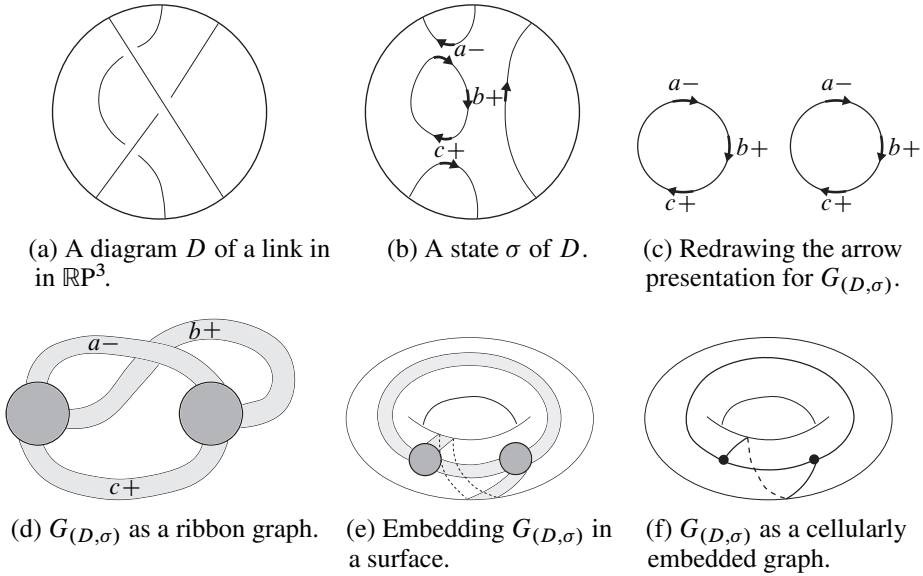 a−
b+
c+
a−
b+
c+
a−
b+
c+
(a) A diagram D of a link in
in ℝP³.
(b) A state σ of D.
(c) Redrawing the arrow
presentation for G(D,σ).
a−
b+
c+
(d) G(D,σ) as a ribbon graph.
(e) Embedding G(D,σ) in
a surface.
(f) G(D,σ) as a cellularly
embedded graph.